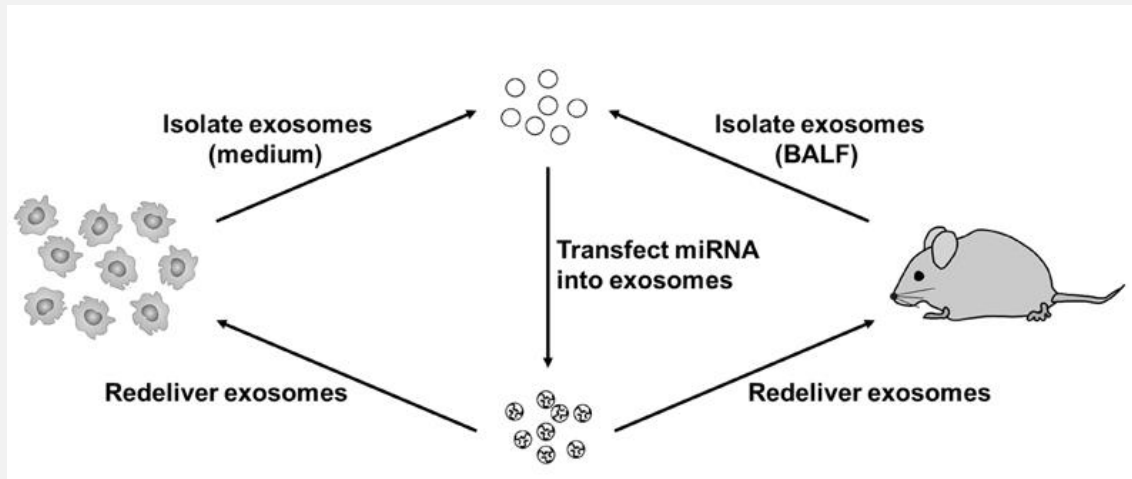 Isolate exosomes
(medium)
Isolate exosomes
(BALF)
Transfect miRNA
into exosomes
Redeliver exosomes
Redeliver exosomes